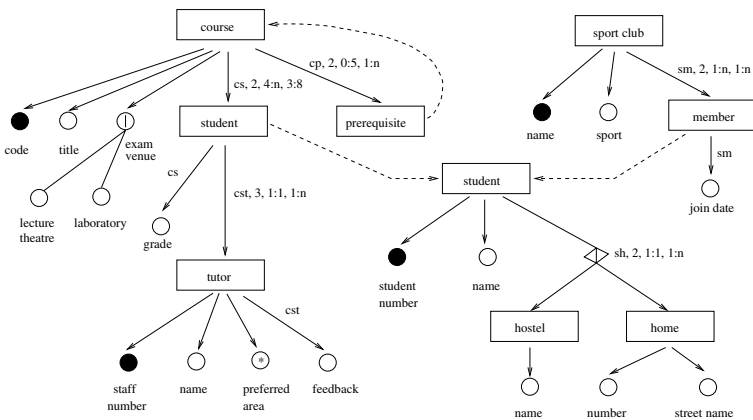 course
sport club
cp, 2, 0:5, 1:n
cs, 2, 4:n, 3:8
sm, 2, 1:n, 1:n
student
prerequisite
name
sport
member
code
title
exam
venue
sm
cs
student
cst, 3, 1:1, 1:n
join date
lecture
theatre
laboratory
grade
sh, 2, 1:1, 1:n
tutor
student
number
name
cst
hostel
home
*
staff
number
name
preferred
area
feedback
name
number
street name